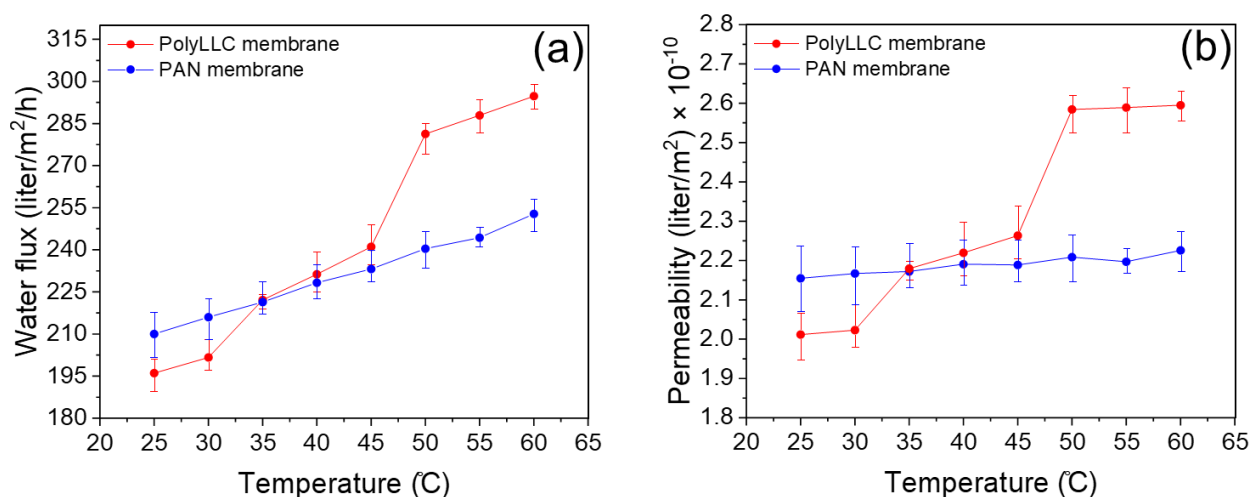 (a)
PolyLLC membrane
PAN membrane
Water flux (liter/m²/h)
315
300
285
270
255
240
225
210
195
180
20 25 30 35 40 45 50 55 60 65
Temperature (℃)
(b)
PolyLLC membrane
PAN membrane
Permeability (liter/m²) × 10⁻¹⁰
2.8
2.7
2.6
2.5
2.4
2.3
2.2
2.1
2.0
1.9
1.8
20 25 30 35 40 45 50 55 60 65
Temperature (℃)